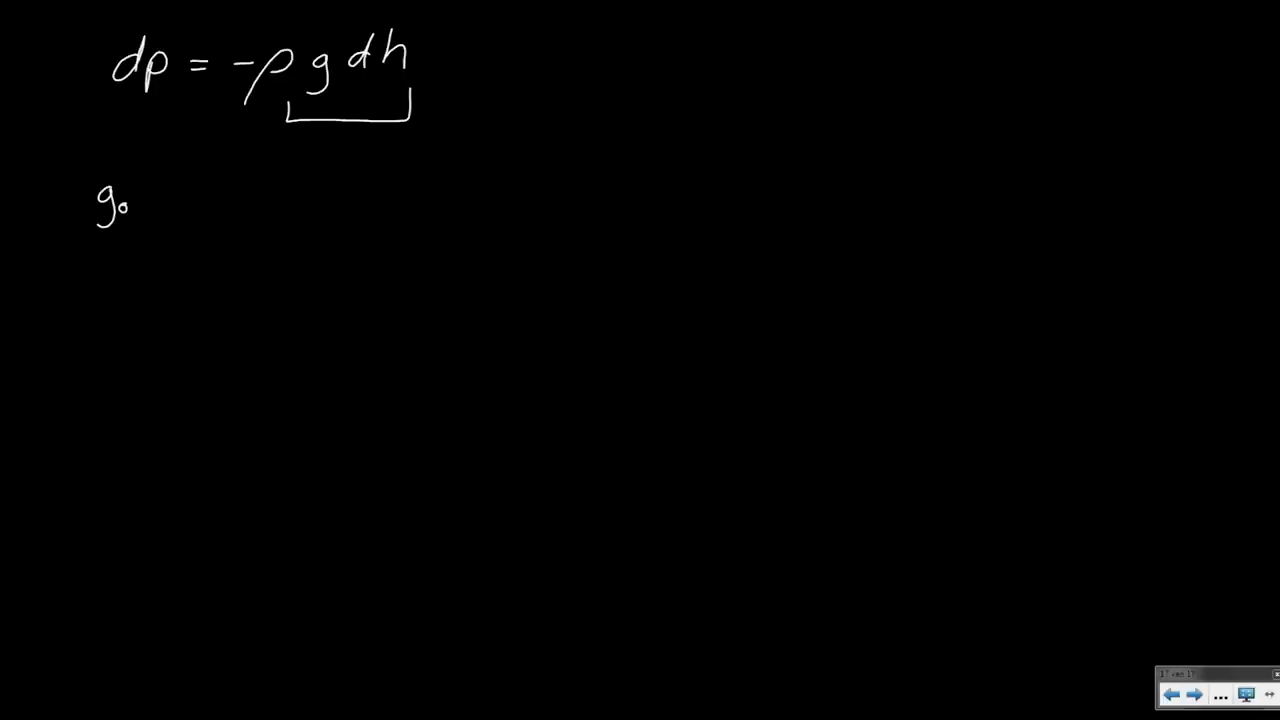 dp = -ρ g dh
g₀